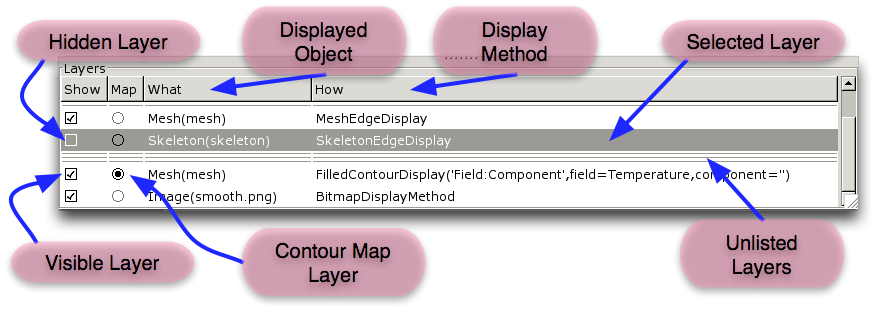 Hidden Layer
Displayed
Object
Display
Method
Selected Layer
Layers
Show Map What How
Mesh(mesh) MeshEdgeDisplay
Skeleton(skeleton) SkeletonEdgeDisplay
Mesh(mesh) FilledContourDisplay('Field:Component',field=Temperature,component='')
Image(smooth.png) BitmapDisplayMethod
Visible Layer
Contour Map
Layer
Unlisted
Layers